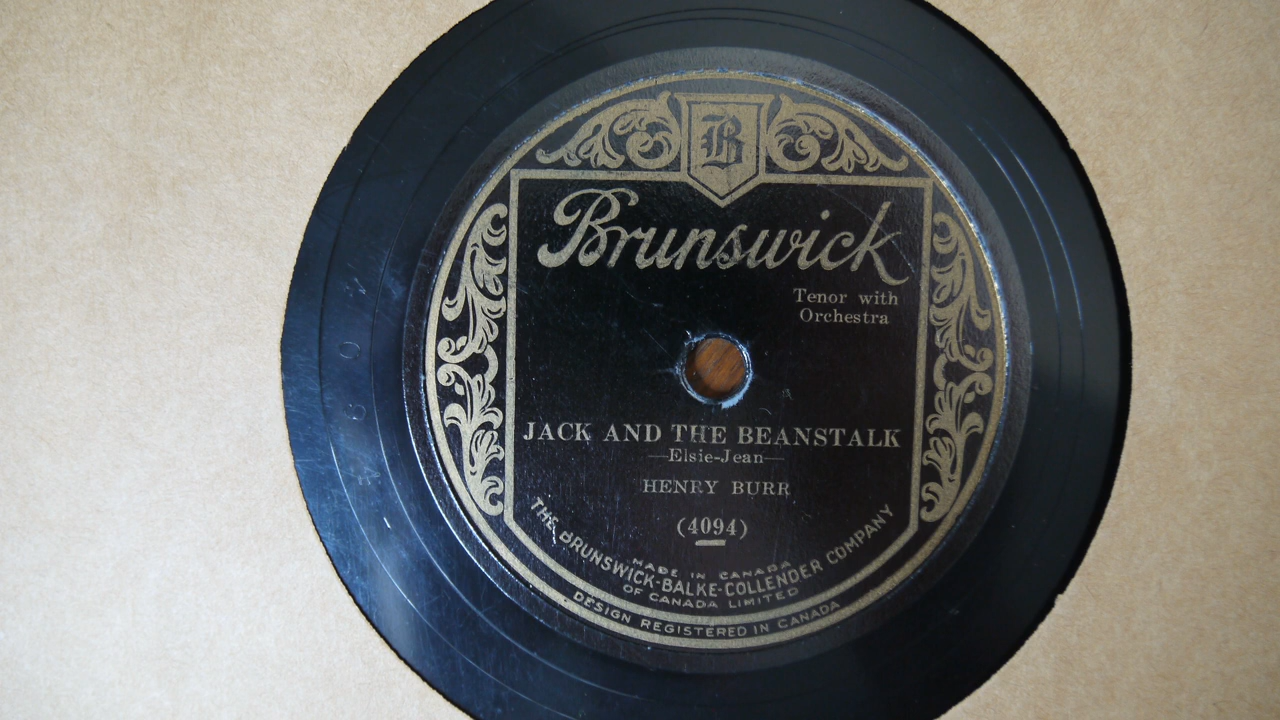 B
Brunswick
Tenor with
Orchestra
JACK AND THE BEANSTALK
—Elsie-Jean—
HENRY BURR
(4094)
MADE IN CANADA
THE BRUNSWICK-BALKE-COLLENDER COMPANY
OF CANADA LIMITED
DESIGN REGISTERED IN CANADA